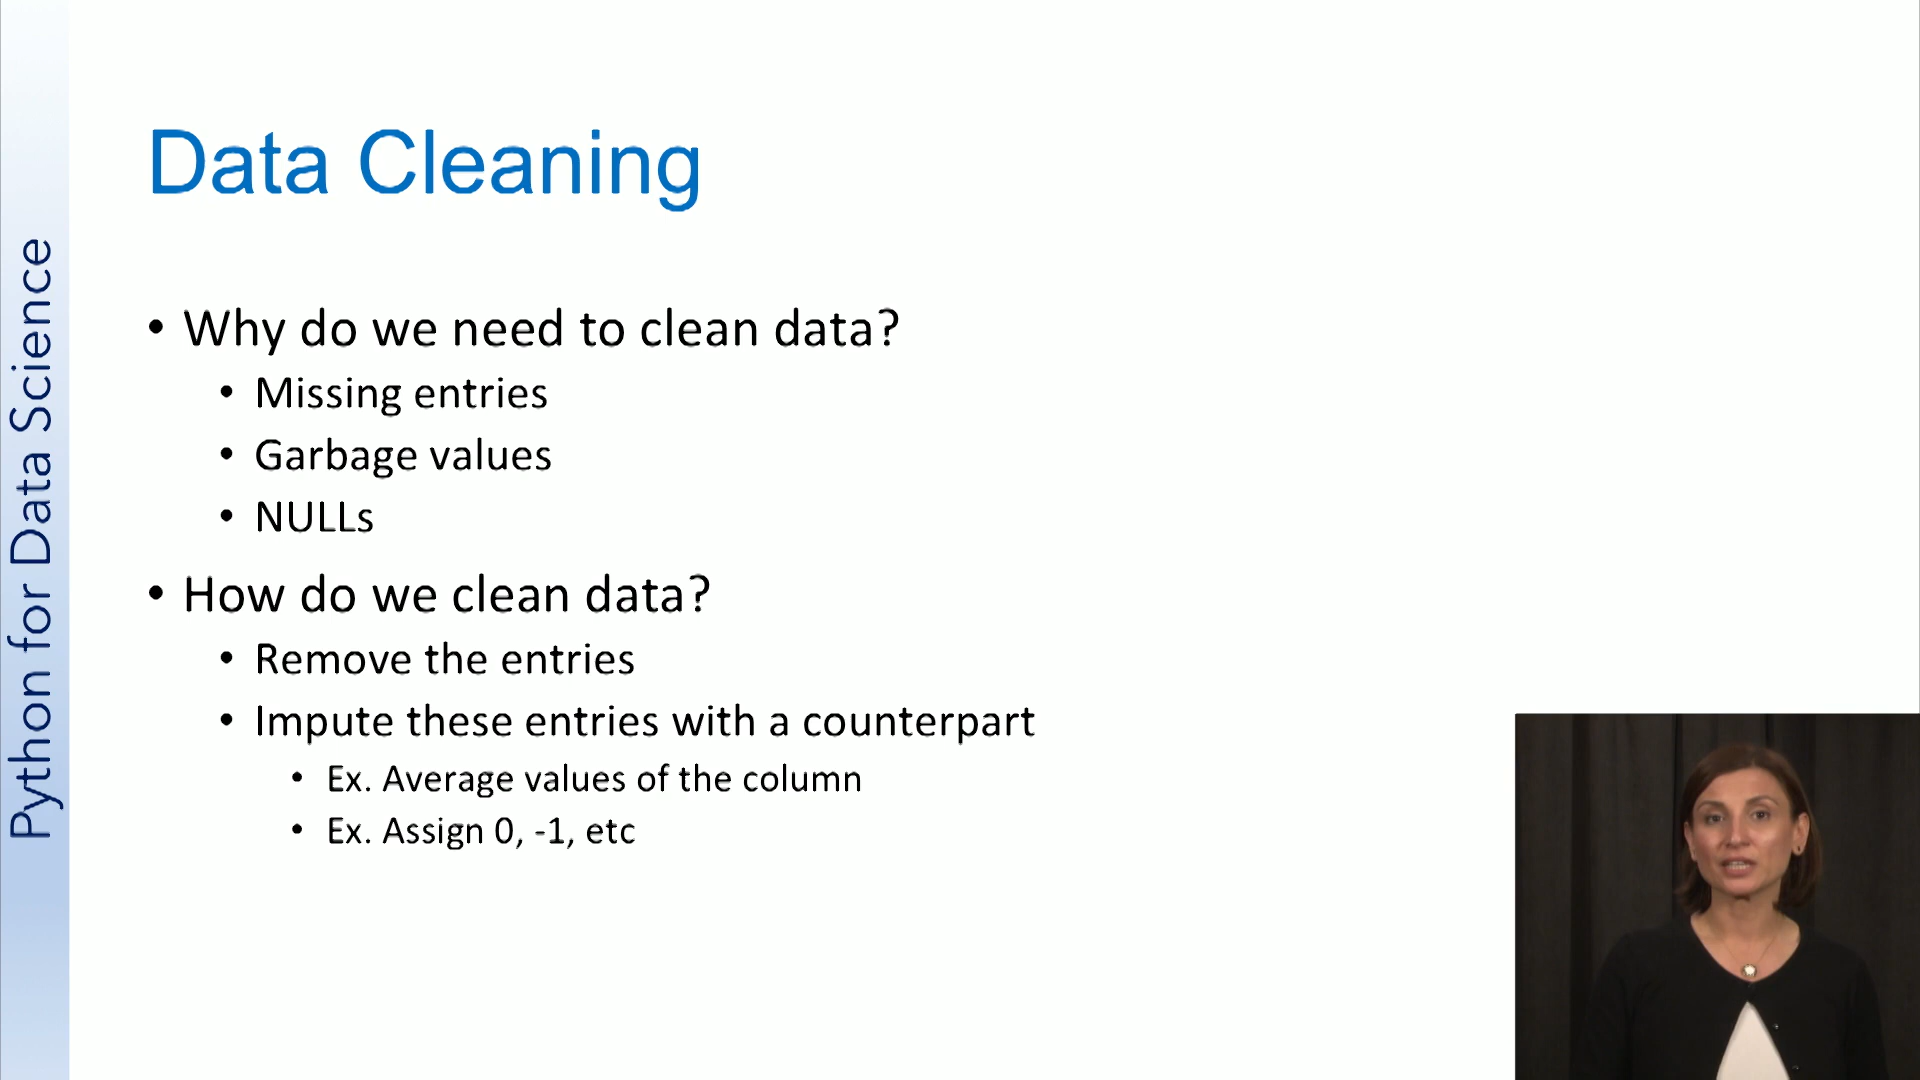 Python for Data Science
Data Cleaning
• Why do we need to clean data?
• Missing entries
• Garbage values
• NULLs
• How do we clean data?
• Remove the entries
• Impute these entries with a counterpart
• Ex. Average values of the column
• Ex. Assign 0, -1, etc